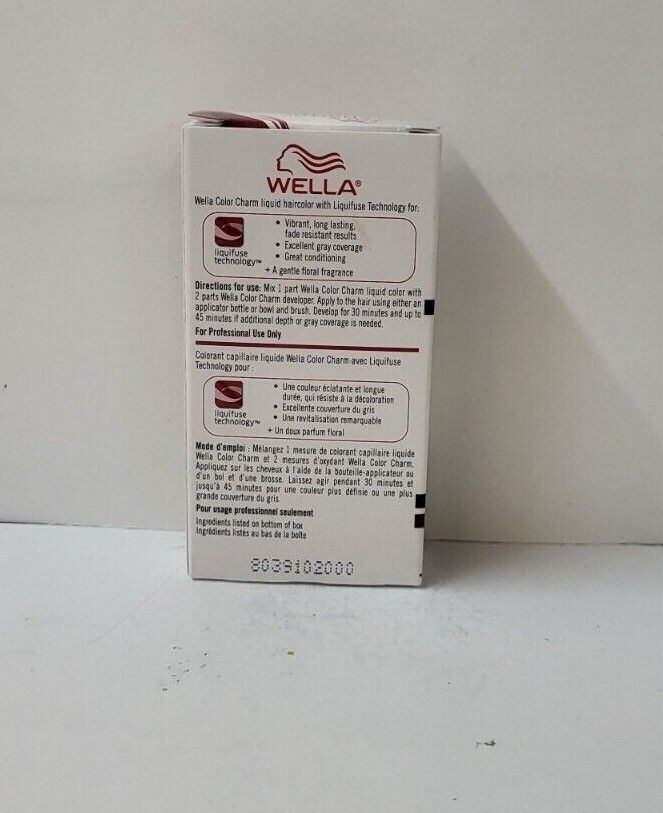 WELLA®
Wella Color Charm liquid haircolor with Liquifuse Technology for:
liquifuse
technology™
• Vibrant, long lasting,
fade resistant results
• Excellent gray coverage
• Great conditioning
+ A gentle floral fragrance
Directions for use: Mix 1 part Wella Color Charm liquid color with
2 parts Wella Color Charm developer. Apply to the hair using either an
applicator bottle or bowl and brush. Develop for 30 minutes and up to
45 minutes if additional depth or gray coverage is needed.
For Professional Use Only
Colorant capillaire liquide Wella Color Charm avec Liquifuse
Technology pour :
liquifuse
technology™
• Une couleur éclatante et longue
durée, qui résiste à la décoloration
• Excellente couverture du gris
• Une revitalisation remarquable
+ Un doux parfum floral
Mode d'emploi : Mélangez 1 mesure de colorant capillaire liquide
Wella Color Charm et 2 mesures d'oxydant Wella Color Charm.
Appliquez sur les cheveux à l'aide de la bouteille-applicateur ou
d'un bol et d'une brosse. Laissez agir pendant 30 minutes et
jusqu'à 45 minutes pour une couleur plus définie ou une plus
grande couverture du gris.
Pour usage professionnel seulement
Ingredients listed on bottom of box
Ingrédients listés au bas de la boîte
8039102000